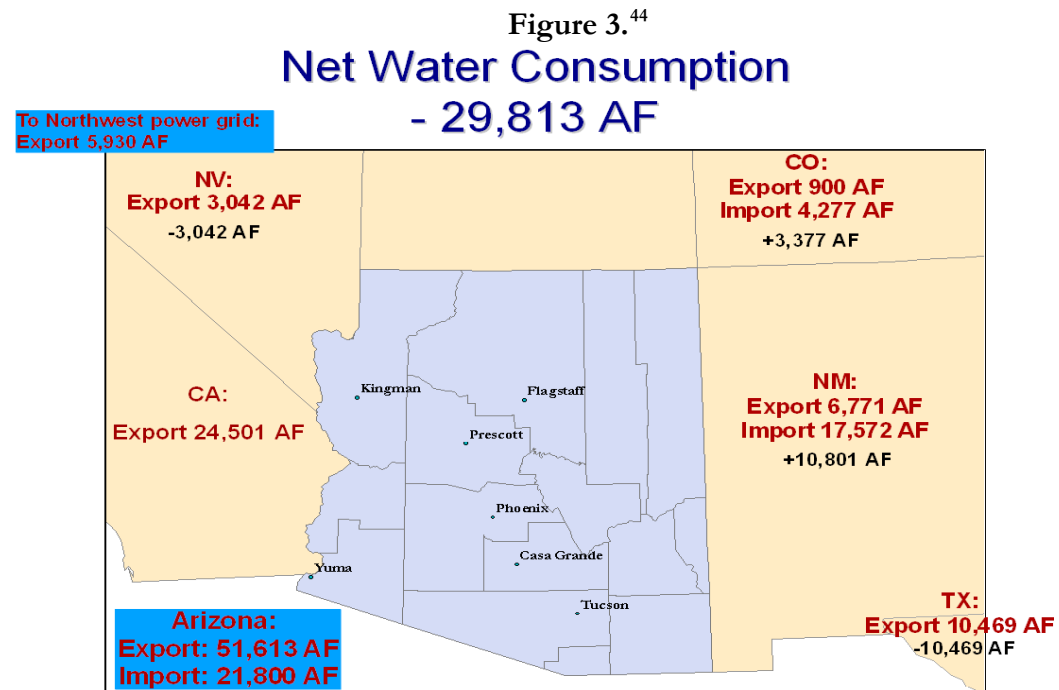 Figure 3.44
Net Water Consumption
- 29,813 AF
To Northwest power grid:
Export 5,930 AF
NV:
Export 3,042 AF
-3,042 AF
CO:
Export 900 AF
Import 4,277 AF
+3,377 AF
CA:
Export 24,501 AF
Kingman
Flagstaff
Prescott
Phoenix
Casa Grande
Yuma
Tucson
NM:
Export 6,771 AF
Import 17,572 AF
+10,801 AF
Arizona:
Export: 51,613 AF
Import: 21,800 AF
TX:
Export 10,469 AF
-10,469 AF